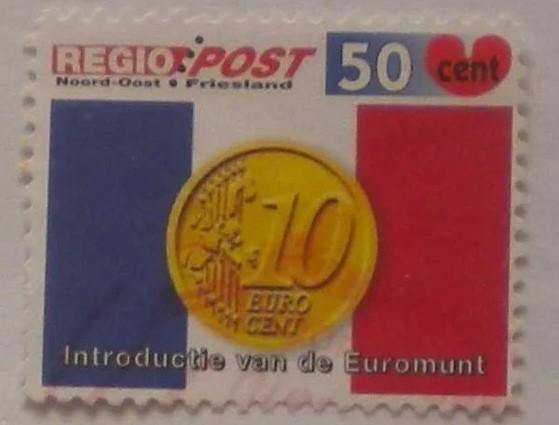 REGIO POST
Noord-Oost Friesland
50 cent
10
EURO
CENT
Introductie van de Euromunt